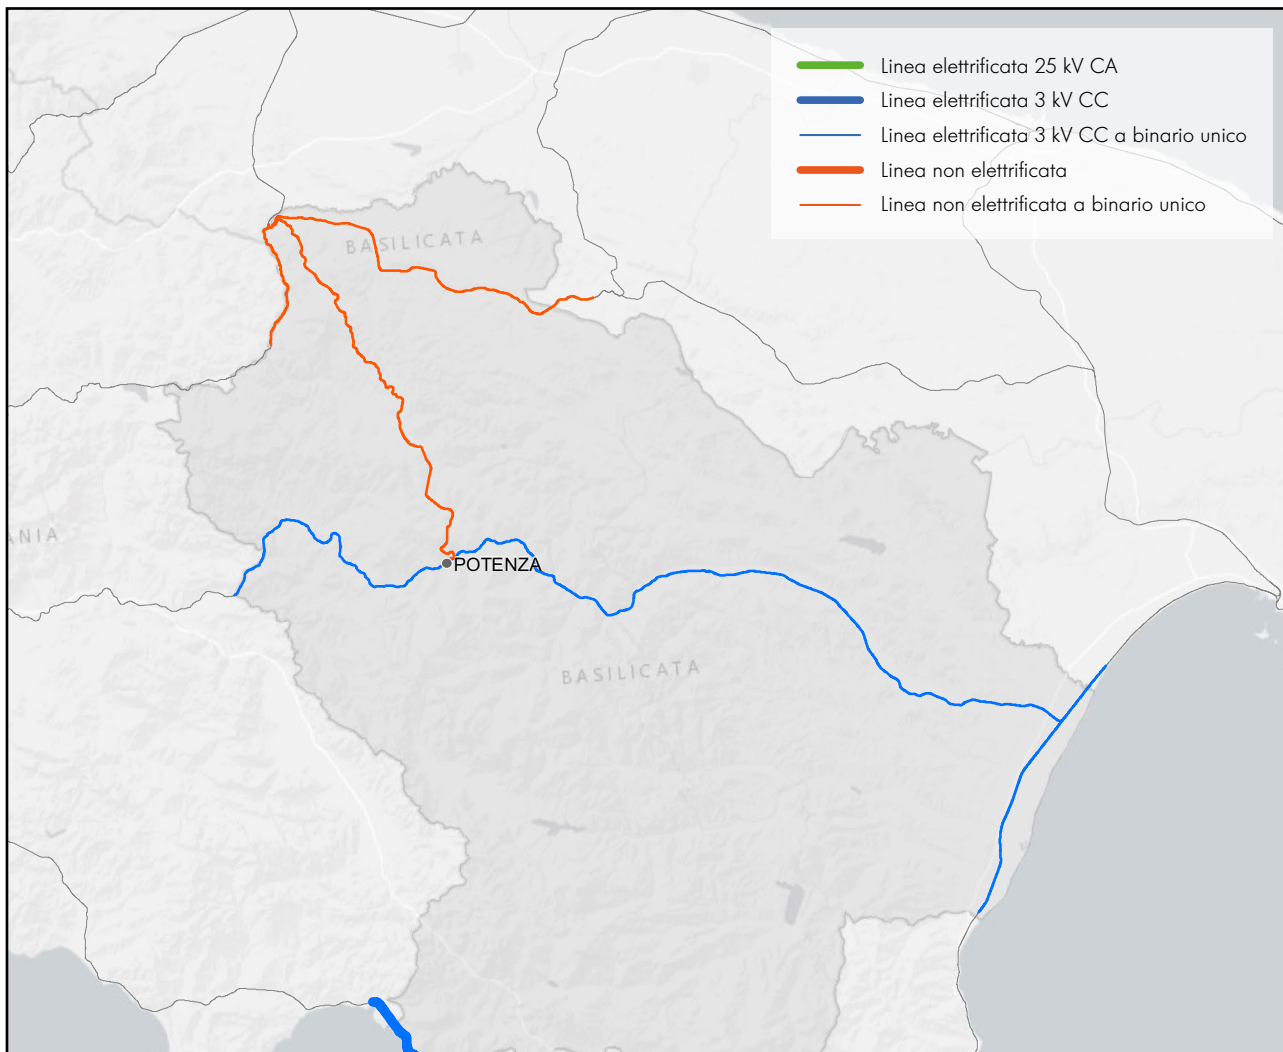 Linea elettrificata 25 kV CA
Linea elettrificata 3 kV CC
Linea elettrificata 3 kV CC a binario unico
Linea non elettrificata
Linea non elettrificata a binario unico
BASILICATA
ANIA
POTENZA
BASILICATA